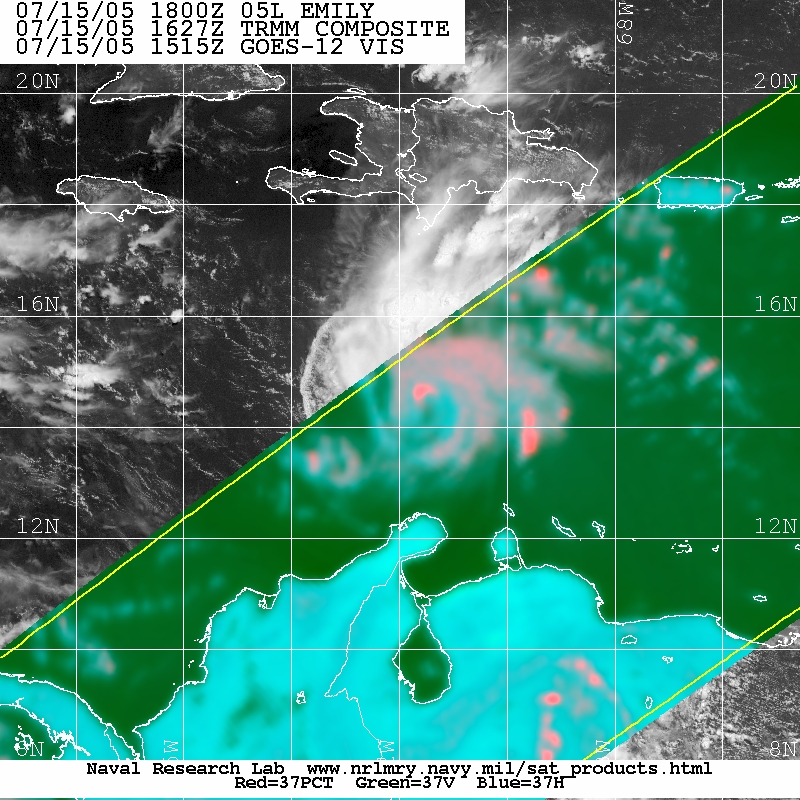 07/15/05 1800Z 05L EMILY
07/15/05 1627Z TRMM COMPOSITE
07/15/05 1515Z GOES-12 VIS
68W
20N 20N
16N 16N
12N 12N
8N 8N
Naval Research Lab www.nrlmry.navy.mil/sat_products.html
Red=37PCT Green=37V Blue=37H